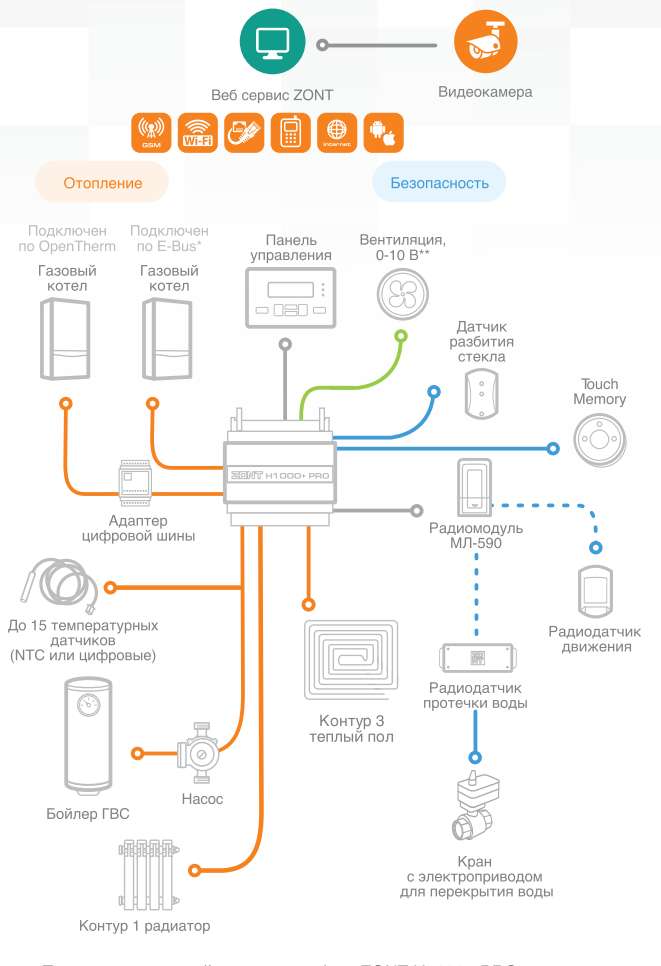 Веб сервис ZONT
Видеокамера
GSM
Wi-Fi
internet
Отопление
Безопасность
Подключен
по OpenTherm
Газовый
котел
Подключен
по E-Bus*
Газовый
котел
Панель
управления
Вентиляция,
0-10 В**
Датчик
разбития
стекла
Touch
Memory
ZONT H1000+ PRO
Адаптер
цифровой шины
Радиомодуль
МЛ-590
До 15 температурных
датчиков
(NTC или цифровые)
Радиодатчик
движения
Радиодатчик
протечки воды
Контур 3
теплый пол
Насос
Бойлер ГВС
Кран
с электроприводом
для перекрытия воды
Контур 1 радиатор